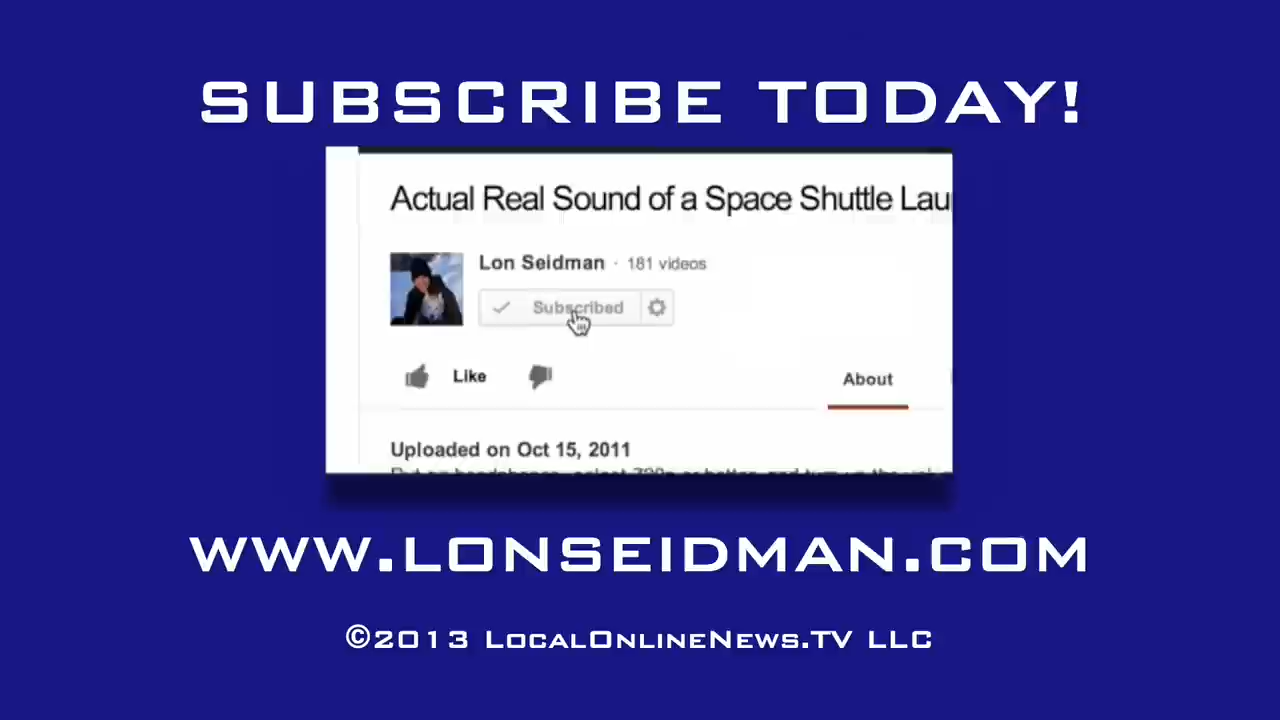 SUBSCRIBE TODAY!
Actual Real Sound of a Space Shuttle Lau
Lon Seidman · 181 videos
Subscribed
Like
About
Uploaded on Oct 15, 2011
WWW.LONSEIDMAN.COM
©2013 LOCALONLINENEWS.TV LLC